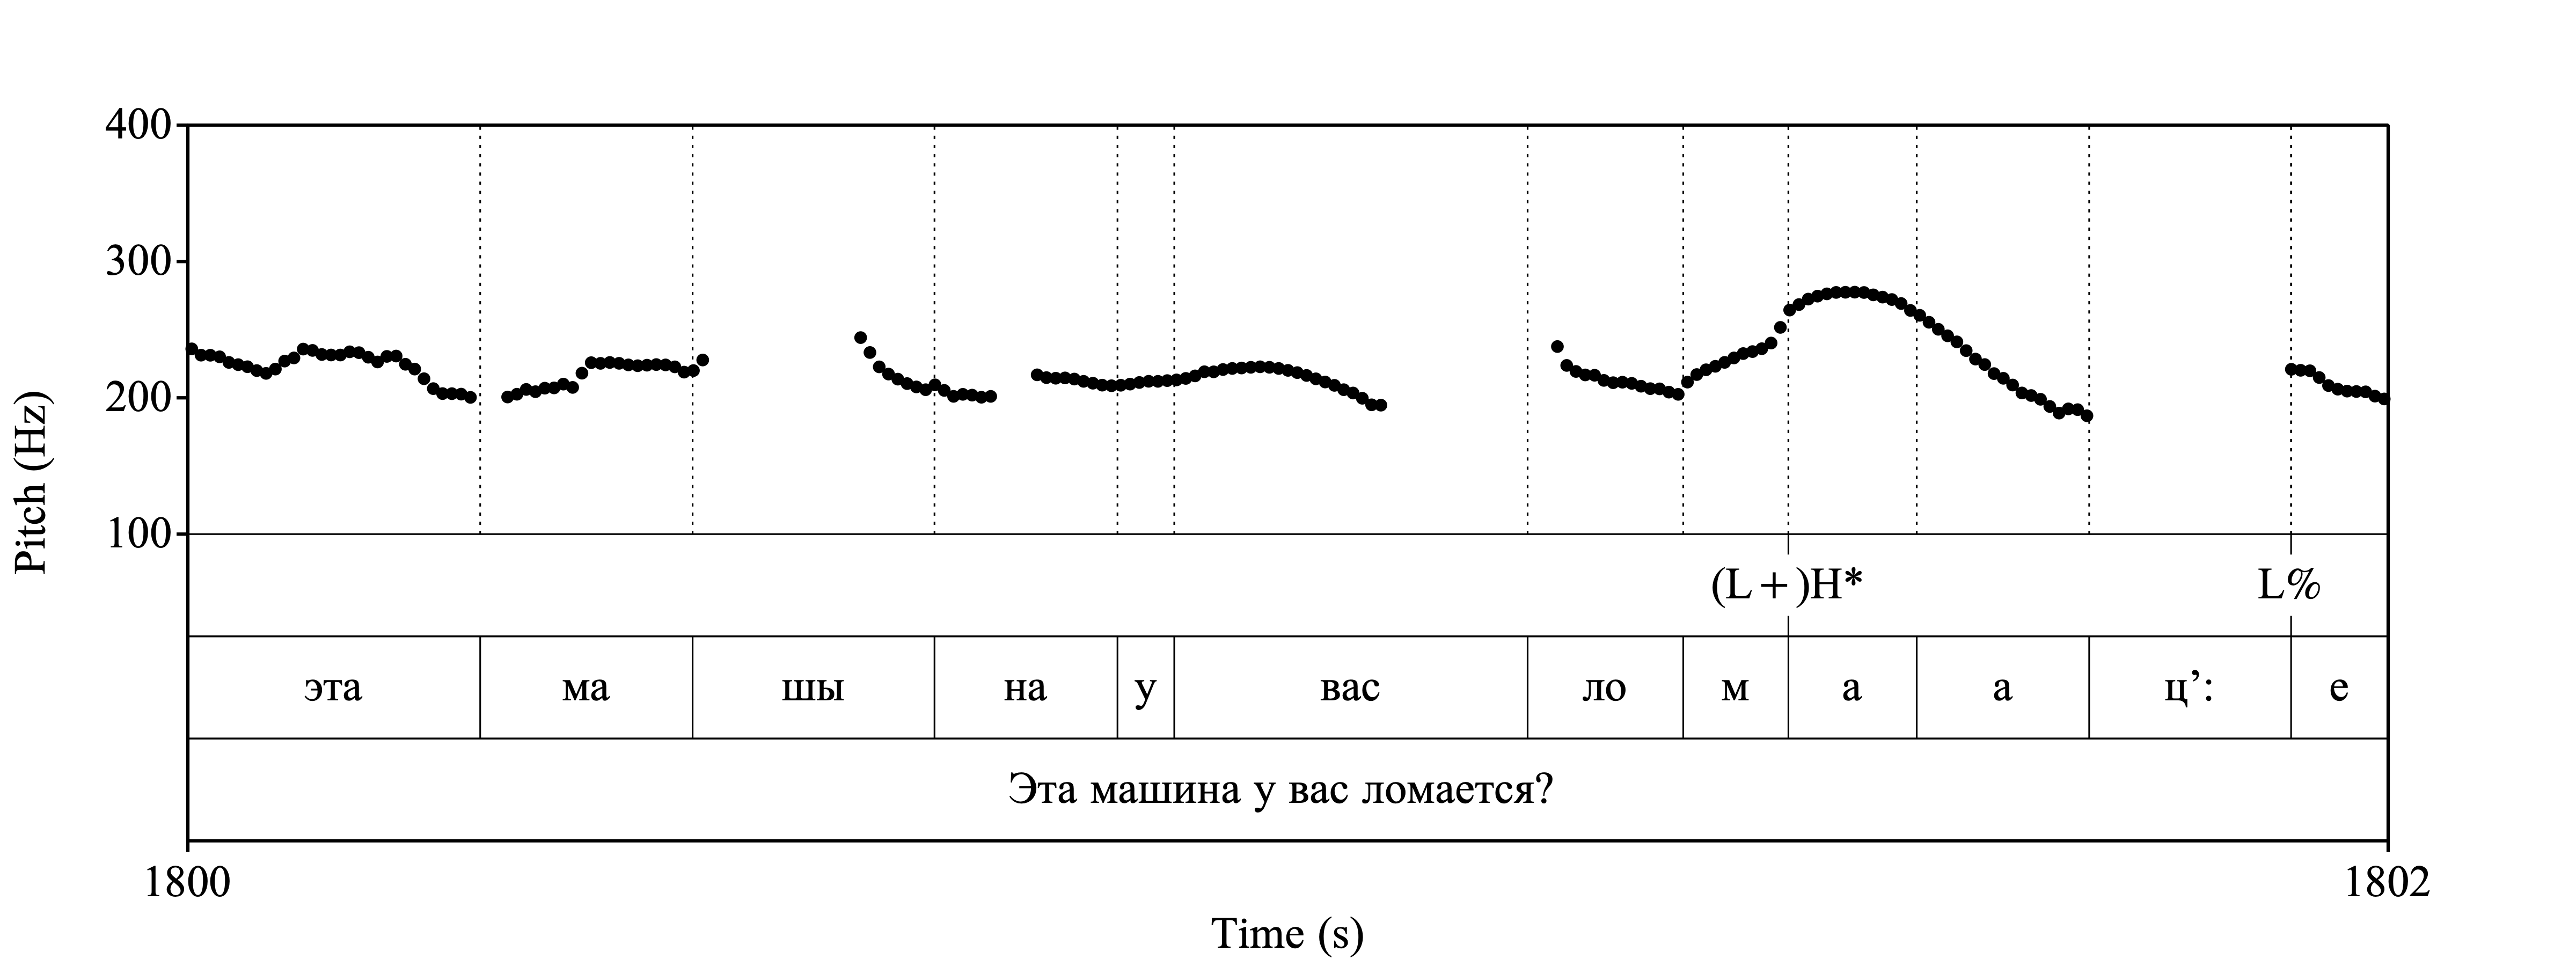 400
300
200
100
Pitch (Hz)
(L+)H* L%
эта ма шы на у вас ло м а а ц’: е
Эта машина у вас ломается?
1800 1802
Time (s)